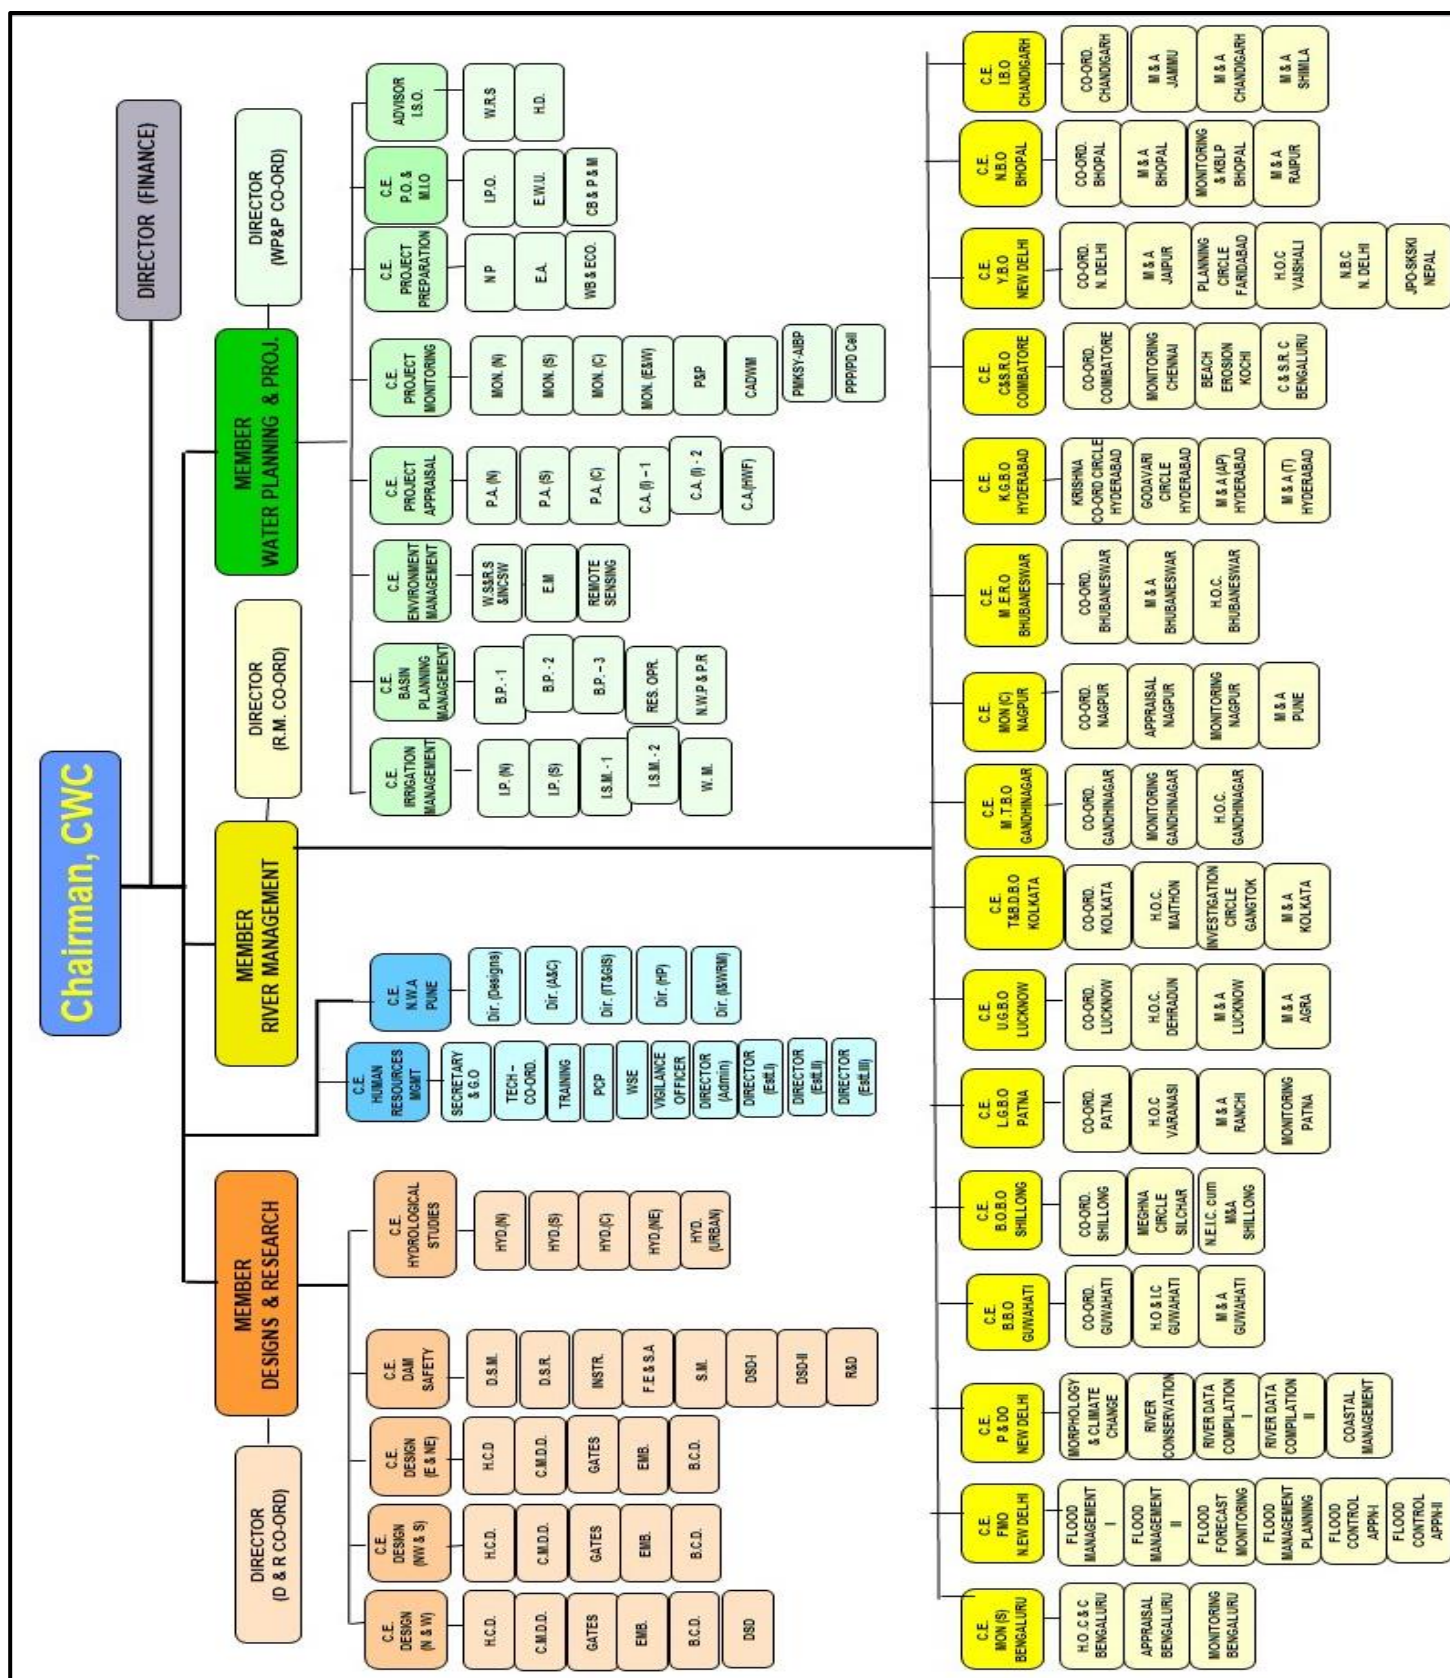 Chairman, CWC
DIRECTOR (FINANCE)
DIRECTOR
(D & R CO-ORD)
MEMBER
DESIGNS & RESEARCH
MEMBER
RIVER MANAGEMENT
DIRECTOR
(R.M. CO-ORD)
MEMBER
WATER PLANNING & PROJ.
DIRECTOR
(WP&P CO-ORD)
C.E.
DESIGN
(N & W)
H.C.D.
C.M.D.D.
GATES
EMB.
B.C.D.
DSD
C.E.
DESIGN
(NW & S)
H.C.D.
C.M.D.D.
GATES
EMB.
B.C.D.
C.E.
DESIGN
(E & NE)
H.C.D
C.M.D.D.
GATES
EMB.
B.C.D.
C.E.
DAM
SAFETY
D.S.M.
D.S.R.
INSTR.
F.E & S.A
S.M.
DSD-I
DSD-II
R&D
C.E.
HYDROLOGICAL
STUDIES
HYD.(N)
HYD.(S)
HYD.(C)
HYD.(NE)
HYD.
(URBAN)
C.E.
HUMAN
RESOURCES
MGMT
SECRETARY
& G.O
TECH –
CO-ORD.
TRAINING
PCP
WSE
VIGILANCE
OFFICER
DIRECTOR
(Admin)
DIRECTOR
(Estt.I)
DIRECTOR
(Estt.II)
DIRECTOR
(Estt.III)
C.E.
N.W.A
PUNE
Dir. (Designs)
Dir. (A&C)
Dir. (IT&GIS)
Dir. (HP)
Dir. (I&WRM)
C.E.
IRRIGATION
MANAGEMENT
I.P. (N)
I.P. (S)
I.S.M. - 1
I.S.M. - 2
W. M.
C.E.
BASIN
PLANNING
MANAGEMENT
B.P. - 1
B.P. - 2
B.P. – 3
RES. OPR.
N.W.P & P.R
C.E.
ENVIRONMENT
MANAGEMENT
W.S&R.S
&INCSW
E.M
REMOTE
SENSING
C.E.
PROJECT
APPRAISAL
P.A. (N)
P.A. (S)
P.A. (C)
C.A. (I) – 1
C.A. (I) - 2
C.A.(HWF)
C.E.
PROJECT
MONITORING
MON. (N)
MON. (S)
MON. (C)
MON. (E&W)
P&P
CADWM
PMKSY-AIBP
PPP/PD Cell
C.E.
PROJECT
PREPARATION
N P
E.A.
WB & ECO.
C.E.
P.O. &
M.I.O
I.P.O.
E.W.U.
CB & P & M
ADVISOR
I.S.O.
W.R.S
H.D.
C.E.
MON (S)
BENGALURU
H.O .C & C
BENGALURU
APPRAISAL
BENGALURU
MONITORING
BENGALURU
C.E.
FMO
N.EW DELHI
FLOOD
MANAGEMENT
I
FLOOD
MANAGEMENT
II
FLOOD
FORECAST
MONITORING
FLOOD
MANAGEMENT
PLANNING
FLOOD
CONTROL
APPN-I
FLOOD
CONTROL
APPN-II
C.E.
P & DO
NEW DELHI
MORPHOLOGY
& CLIMATE
CHANGE
RIVER
CONSERVATION
RIVER DATA
COMPILATION
I
RIVER DATA
COMPILATION
II
COASTAL
MANAGEMENT
C.E.
B.B.O
GUWAHATI
CO-ORD.
GUWAHATI
H.O & I.C
GUWAHATI
M & A
GUWAHATI
C.E.
B.O.B.O
SHILLONG
CO-ORD.
SHILLONG
MEGHNA
CIRCLE
SILCHAR
N.E.I.C. cum
M&A
SHILLONG
C.E.
L.G.B.O
PATNA
CO-ORD.
PATNA
H.O.C
VARANASI
M & A
RANCHI
MONITORING
PATNA
C.E.
U.G.B.O
LUCKNOW
CO-ORD.
LUCKNOW
H.O.C.
DEHRADUN
M & A
LUCKNOW
M & A
AGRA
C.E.
T&B.D.B.O
KOLKATA
CO-ORD.
KOLKATA
H.O.C.
MAITHON
INVESTIGATION
CIRCLE
GANGTOK
M & A
KOLKATA
C.E.
M .T.B.O
GANDHINAGAR
CO-ORD.
GANDHINAGAR
MONITORING
GANDHINAGAR
H.O.C.
GANDHINAGAR
C.E.
MON (C)
NAGPUR
CO-ORD.
NAGPUR
APPRAISAL
NAGPUR
MONITORING
NAGPUR
M & A
PUNE
C.E.
M .E.R.O
BHUBANESWAR
CO-ORD.
BHUBANESWAR
M & A
BHUBANESWAR
H.O.C.
BHUBANESWAR
C.E.
K.G.B.O
HYDERABAD
KRISHNA
CO-ORD CIRCLE
HYDERABAD
GODAVARI
CIRCLE
HYDERABAD
M & A (AP)
HYDERABAD
M & A (T)
HYDERABAD
C.E.
C&S.R.O
COIMBATORE
CO-ORD.
COIMBATORE
MONITORING
CHENNAI
BEACH
EROSION
KOCHI
C & S.R. C
BENGALURU
C.E.
Y.B.O
NEW DELHI
CO-ORD.
N. DELHI
M & A
JAIPUR
PLANNING
CIRCLE
FARIDABAD
H.O.C
VAISHALI
N.B.C
N. DELHI
JPO-SKSKI
NEPAL
C.E.
N.B.O
BHOPAL
CO-ORD.
BHOPAL
M & A
BHOPAL
MONITORING
& KBLP
BHOPAL
M & A
RAIPUR
C.E.
I.B.O
CHANDIGARH
CO-ORD.
CHANDIGARH
M & A
JAMMU
M & A
CHANDIGARH
M & A
SHIMLA